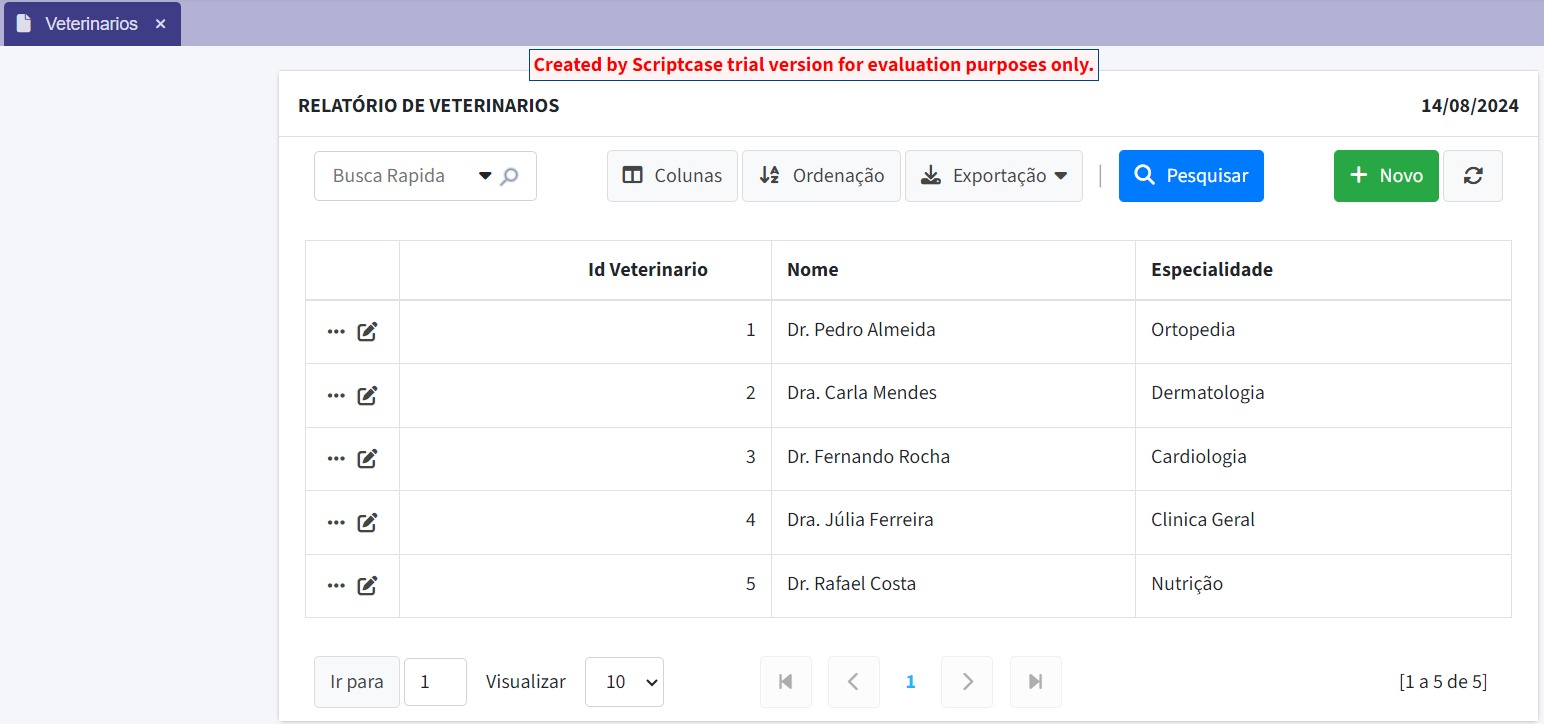 Veterinarios ×
Created by Scriptcase trial version for evaluation purposes only.
RELATÓRIO DE VETERINARIOS 14/08/2024
Busca Rapida Colunas Ordenação Exportação | Pesquisar + Novo
Id Veterinario Nome Especialidade
1 Dr. Pedro Almeida Ortopedia
2 Dra. Carla Mendes Dermatologia
3 Dr. Fernando Rocha Cardiologia
4 Dra. Júlia Ferreira Clinica Geral
5 Dr. Rafael Costa Nutrição
Ir para 1 Visualizar 10 1 [1 a 5 de 5]